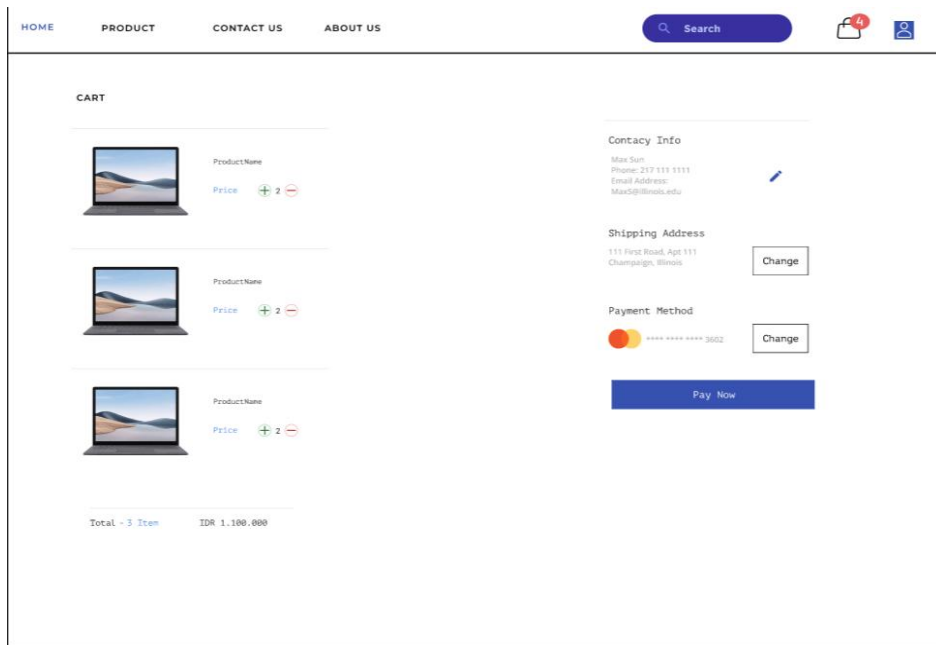 HOME PRODUCT CONTACT US ABOUT US Search 4
CART
ProductName
Price 2
ProductName
Price 2
ProductName
Price 2
Total - 3 Item IDR 1.100.000
Contacy Info
Max Sun
Phone: 217 111 1111
Email Address:
MaxS@illinois.edu
Shipping Address
111 First Road, Apt 111
Champaign, Illinois
Change
Payment Method
**** **** **** 3602
Change
Pay Now